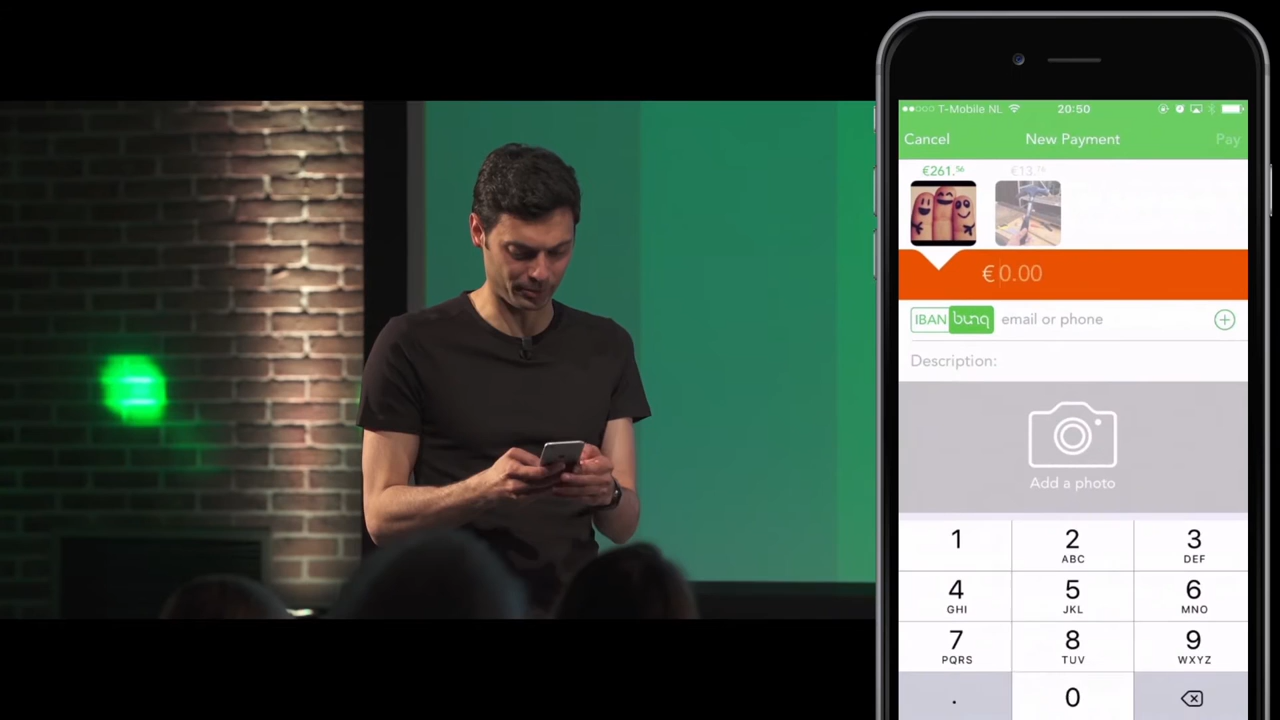 T-Mobile NL 20:50
Cancel New Payment Pay
€261.56 €13.76
€ 0.00
IBAN bunq email or phone
Description:
Add a photo
1 2 3
ABC DEF
4 5 6
GHI JKL MNO
7 8 9
PQRS TUV WXYZ
. 0